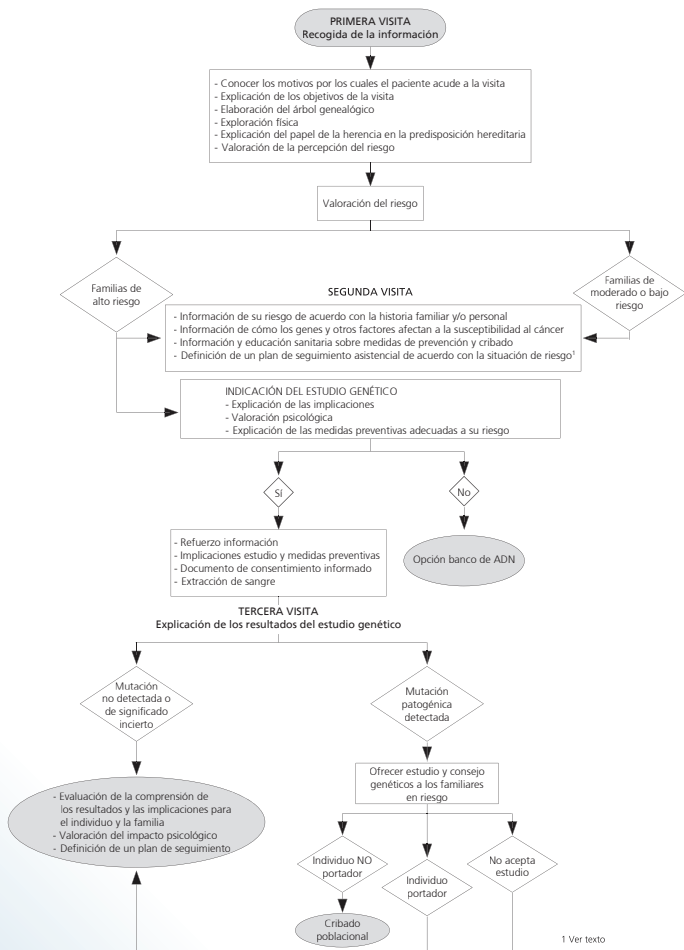 PRIMERA VISITA
Recogida de la información
- Conocer los motivos por los cuales el paciente acude a la visita
- Explicación de los objetivos de la visita
- Elaboración del árbol genealógico
- Exploración física
- Explicación del papel de la herencia en la predisposición hereditaria
- Valoración de la percepción del riesgo
Valoración del riesgo
Familias de
alto riesgo
Familias de
moderado o bajo
riesgo
SEGUNDA VISITA
- Información de su riesgo de acuerdo con la historia familiar y/o personal
- Información de cómo los genes y otros factores afectan a la susceptibilidad al cáncer
- Información y educación sanitaria sobre medidas de prevención y cribado
- Definición de un plan de seguimiento asistencial de acuerdo con la situación de riesgo¹
INDICACIÓN DEL ESTUDIO GENÉTICO
- Explicación de las implicaciones
- Valoración psicológica
- Explicación de las medidas preventivas adecuadas a su riesgo
Sí
No
- Refuerzo información
- Implicaciones estudio y medidas preventivas
- Documento de consentimiento informado
- Extracción de sangre
Opción banco de ADN
TERCERA VISITA
Explicación de los resultados del estudio genético
Mutación
no detectada o
de significado
incierto
Mutación
patogénica
detectada
Ofrecer estudio y consejo
genéticos a los familiares
en riesgo
- Evaluación de la comprensión de
los resultados y las implicaciones para
el individuo y la familia
- Valoración del impacto psicológico
- Definición de un plan de seguimiento
Individuo NO
portador
Individuo
portador
No acepta
estudio
Cribado
poblacional
1 Ver texto